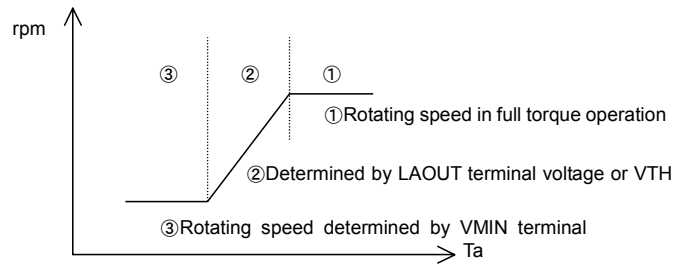 rpm
③ ② ①
①Rotating speed in full torque operation
②Determined by LAOUT terminal voltage or VTH
③Rotating speed determined by VMIN terminal
Ta